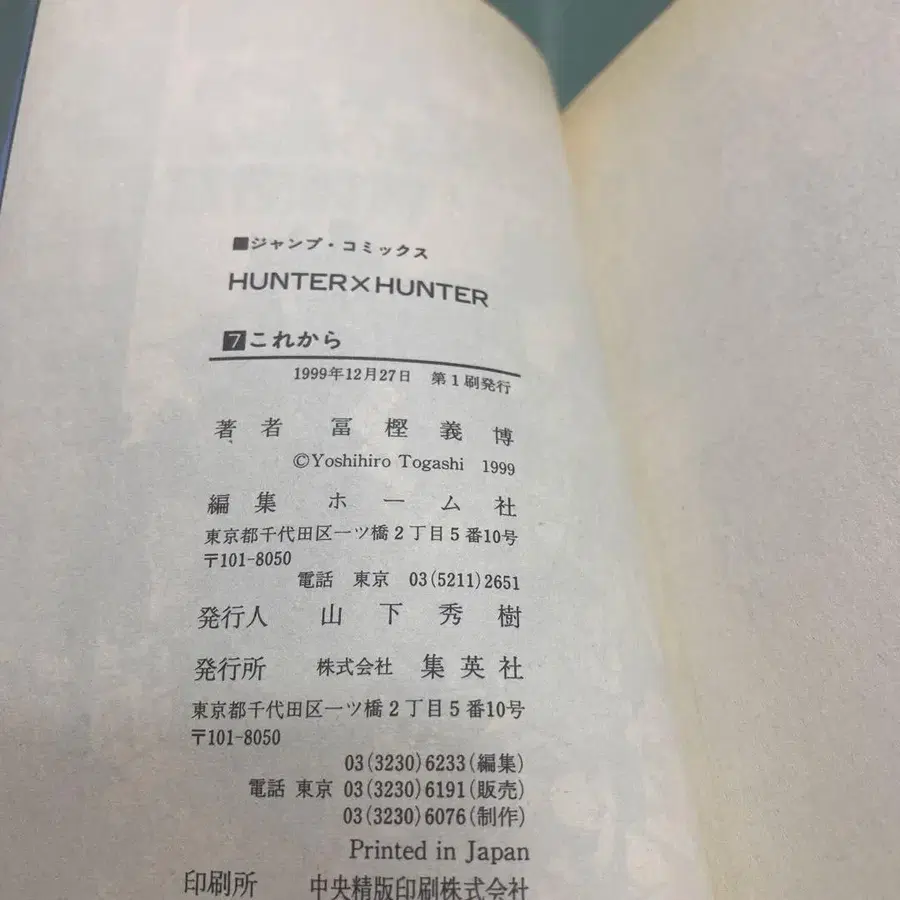 ■ジャンプ・コミックス
HUNTER×HUNTER
7これから
1999年12月27日 第1刷発行
著者 冨樫義博
©Yoshihiro Togashi 1999
編集 ホーム社
東京都千代田区一ツ橋2丁目5番10号
〒101-8050
電話 東京 03(5211)2651
発行人 山下秀樹
発行所 株式会社 集英社
東京都千代田区一ツ橋2丁目5番10号
〒101-8050
03(3230)6233(編集)
電話 東京 03(3230)6191(販売)
03(3230)6076(制作)
Printed in Japan
印刷所 中央精版印刷株式会社